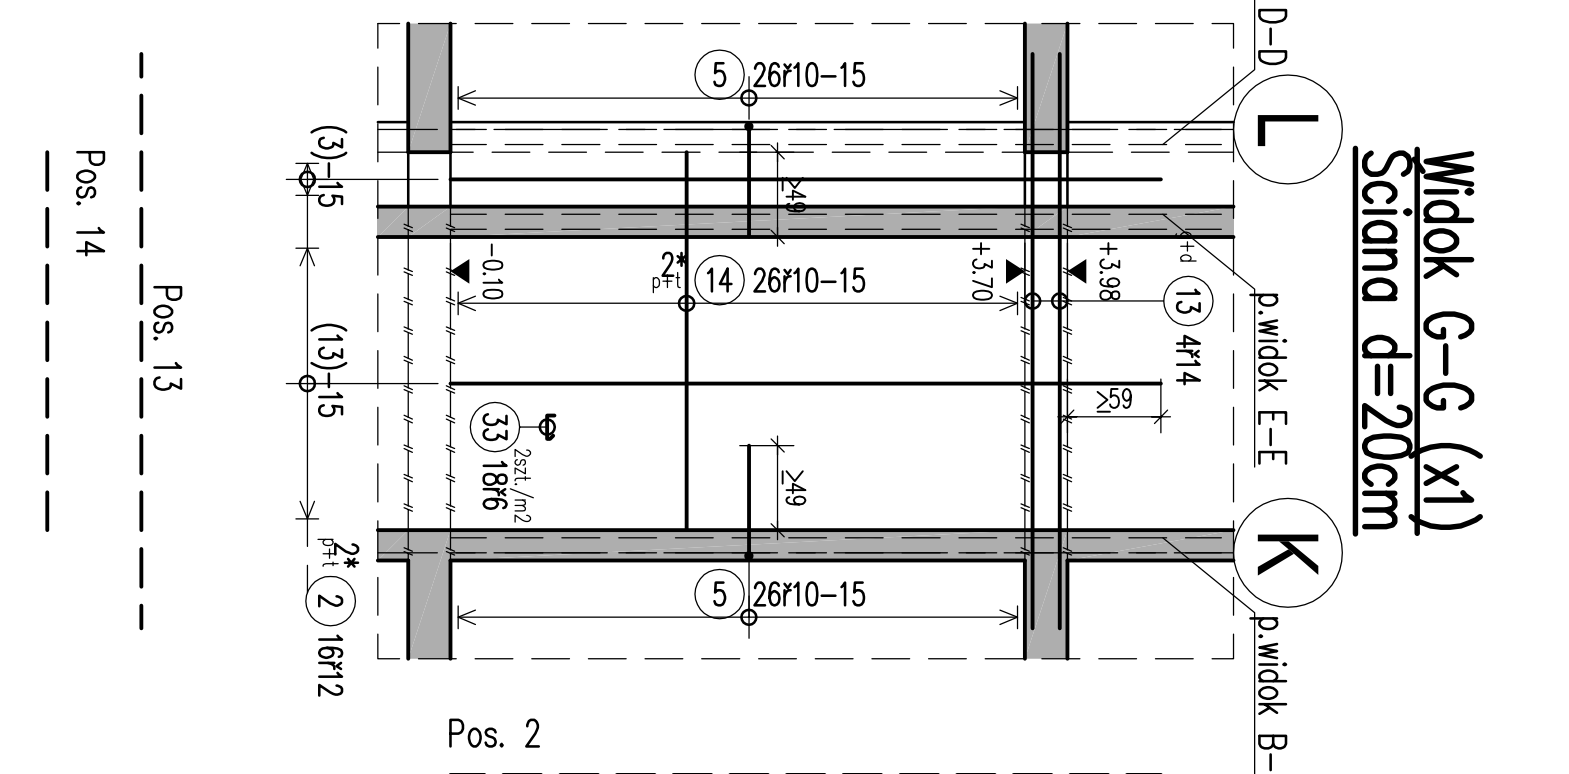 Widok G-G (x1)
Ściana d=20cm
D-D
L
p.widok E-E
K
p.widok B-
5 26ř10-15
≥49
+3.98
+3.70
-0.10
13 4ř14
≥59
2*
p+t
14 26ř10-15
(3)-15
(13)-15
33 18ř6
2szt./m2
≥49
5 26ř10-15
2*
p+t
2 16ř12
Pos. 14
Pos. 13
Pos. 2